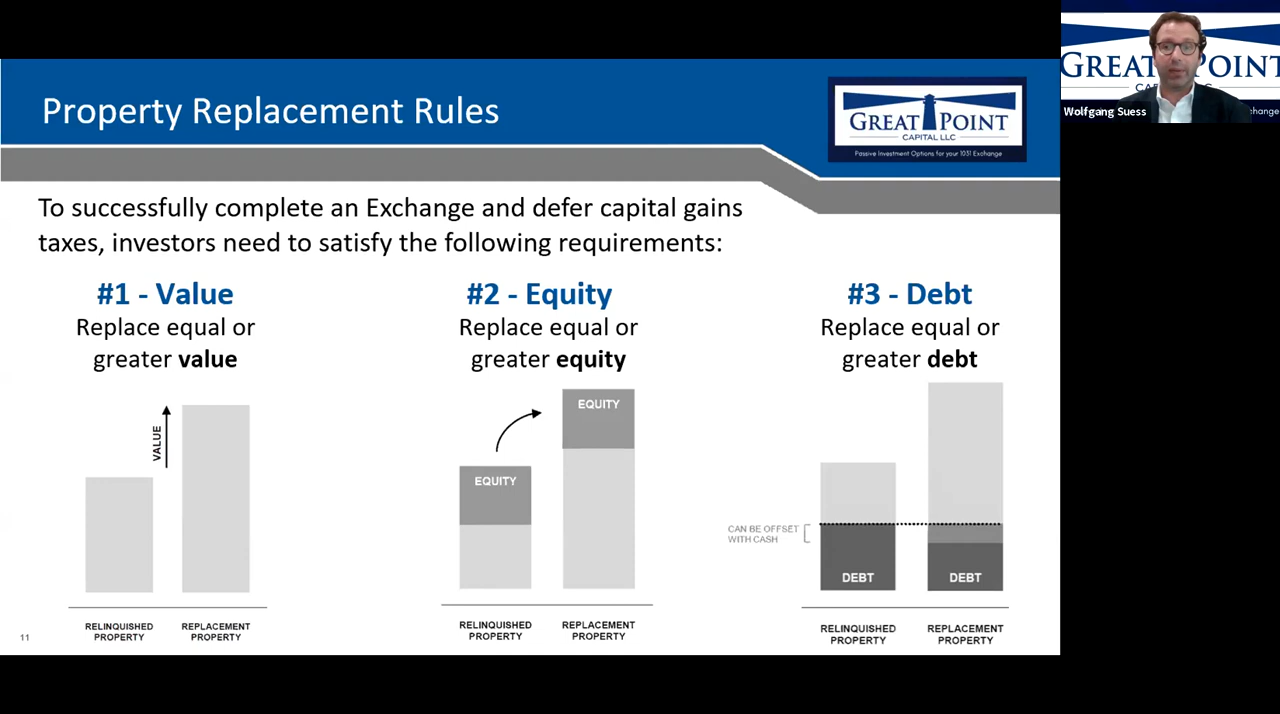 Property Replacement Rules
GREAT POINT
CAPITAL LLC
Passive Investment Options for your 1031 Exchange
GREAT POINT
Wolfgang Suess
To successfully complete an Exchange and defer capital gains
taxes, investors need to satisfy the following requirements:
#1 - Value
Replace equal or
greater value
VALUE
RELINQUISHED
PROPERTY
REPLACEMENT
PROPERTY
#2 - Equity
Replace equal or
greater equity
EQUITY
EQUITY
RELINQUISHED
PROPERTY
REPLACEMENT
PROPERTY
#3 - Debt
Replace equal or
greater debt
CAN BE OFFSET
WITH CASH
DEBT
DEBT
RELINQUISHED
PROPERTY
REPLACEMENT
PROPERTY
11